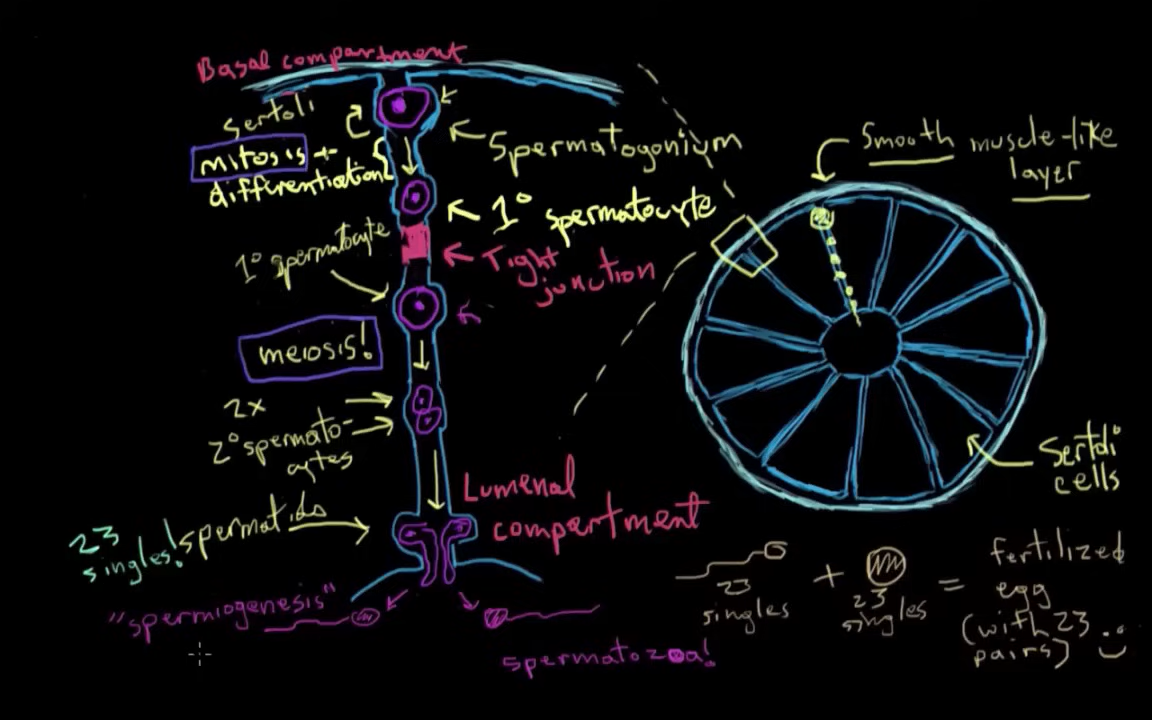 Basal compartment
Sertoli
mitosis +
differentiation
Spermatogonium
1° spermatocyte
Tight
junction
1° spermatocyte
meiosis!
2x
2° spermato-
cytes
Lumenal
compartment
23
singles!
spermatids
"spermiogenesis"
spermatozoa!
Smooth muscle-like
layer
Sertoli
cells
23
singles
+
23
singles
=
fertilized
egg
(with 23
pairs)